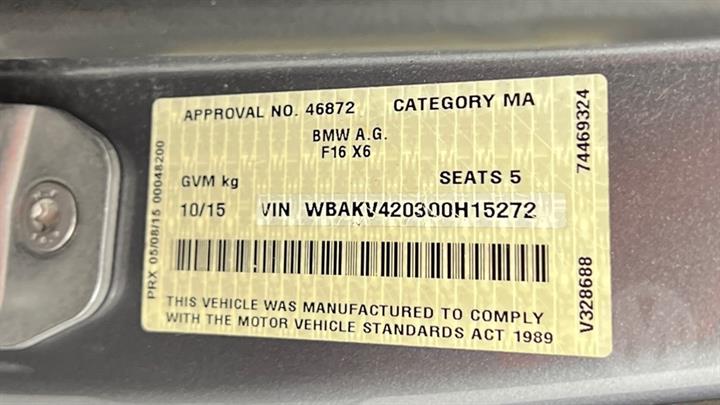 APPROVAL NO. 46872 CATEGORY MA
BMW A.G.
F16 X6
GVM kg SEATS 5
10/15 VIN WBAKV420300H15272
THIS VEHICLE WAS MANUFACTURED TO COMPLY
WITH THE MOTOR VEHICLE STANDARDS ACT 1989
PRX 05/08/15 00048200
74469324
V328688